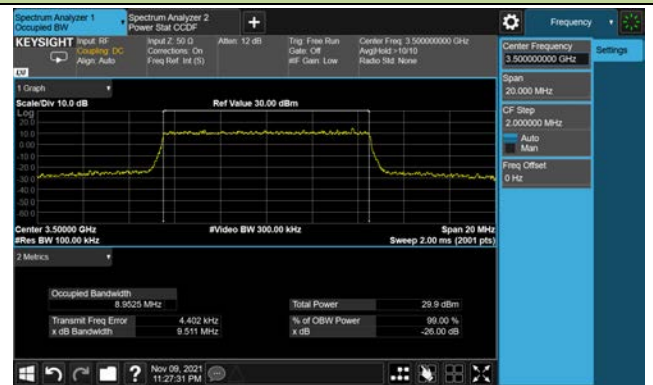 Spectrum Analyzer 1
Occupied BW
Spectrum Analyzer 2
Power Stat CCDF
+
Frequency
KEYSIGHT
Input: RF
Coupling: DC
Align: Auto
Input Z: 50 Ω
Corrections: On
Freq Ref: Int (S)
Atten: 12 dB
Trig: Free Run
Gate: Off
#IF Gain: Low
Center Freq: 3.500000000 GHz
Avg|Hold:>10/10
Radio Std: None
Center Frequency
3.500000000 GHz
Settings
Span
20.000 MHz
CF Step
2.000000 MHz
Auto
Man
Freq Offset
0 Hz
1 Graph
Scale/Div 10.0 dB
Ref Value 30.00 dBm
Log
20.0
10.0
0.00
-10.0
-20.0
-30.0
-40.0
-50.0
-60.0
Center 3.50000 GHz
#Video BW 300.00 kHz
Span 20 MHz
#Res BW 100.00 kHz
Sweep 2.00 ms (2001 pts)
2 Metrics
Occupied Bandwidth
8.9525 MHz
Total Power 29.9 dBm
Transmit Freq Error 4.402 kHz
% of OBW Power 99.00 %
x dB Bandwidth 9.511 MHz
x dB -26.00 dB
?
Nov 09, 2021
11:27:31 PM